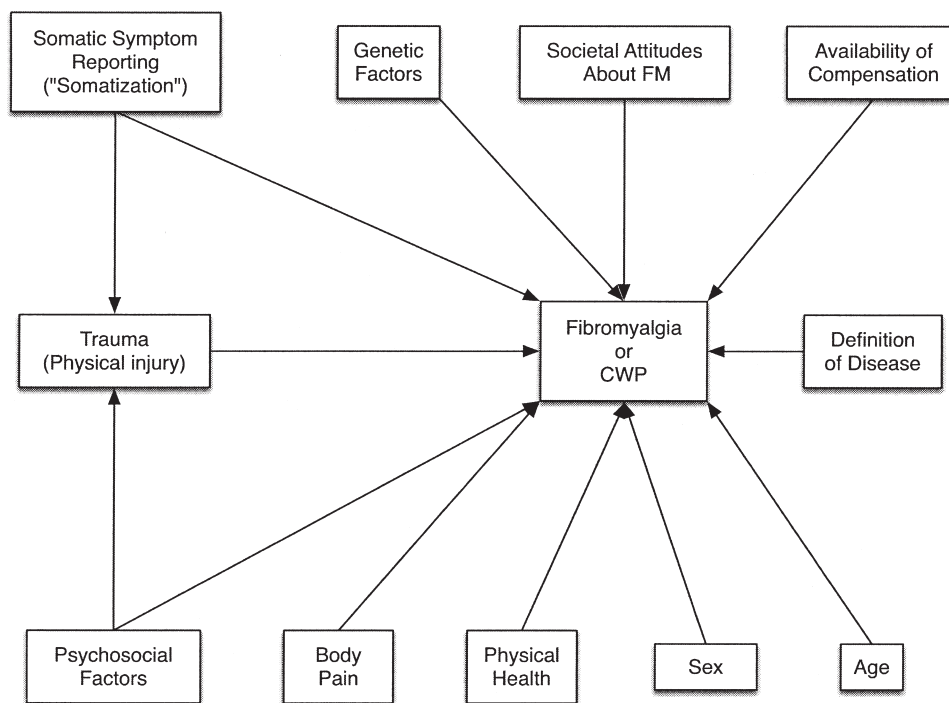 Somatic Symptom
Reporting
("Somatization")
Genetic
Factors
Societal Attitudes
About FM
Availability of
Compensation
Trauma
(Physical injury)
Fibromyalgia
or
CWP
Definition
of Disease
Psychosocial
Factors
Body
Pain
Physical
Health
Sex
Age